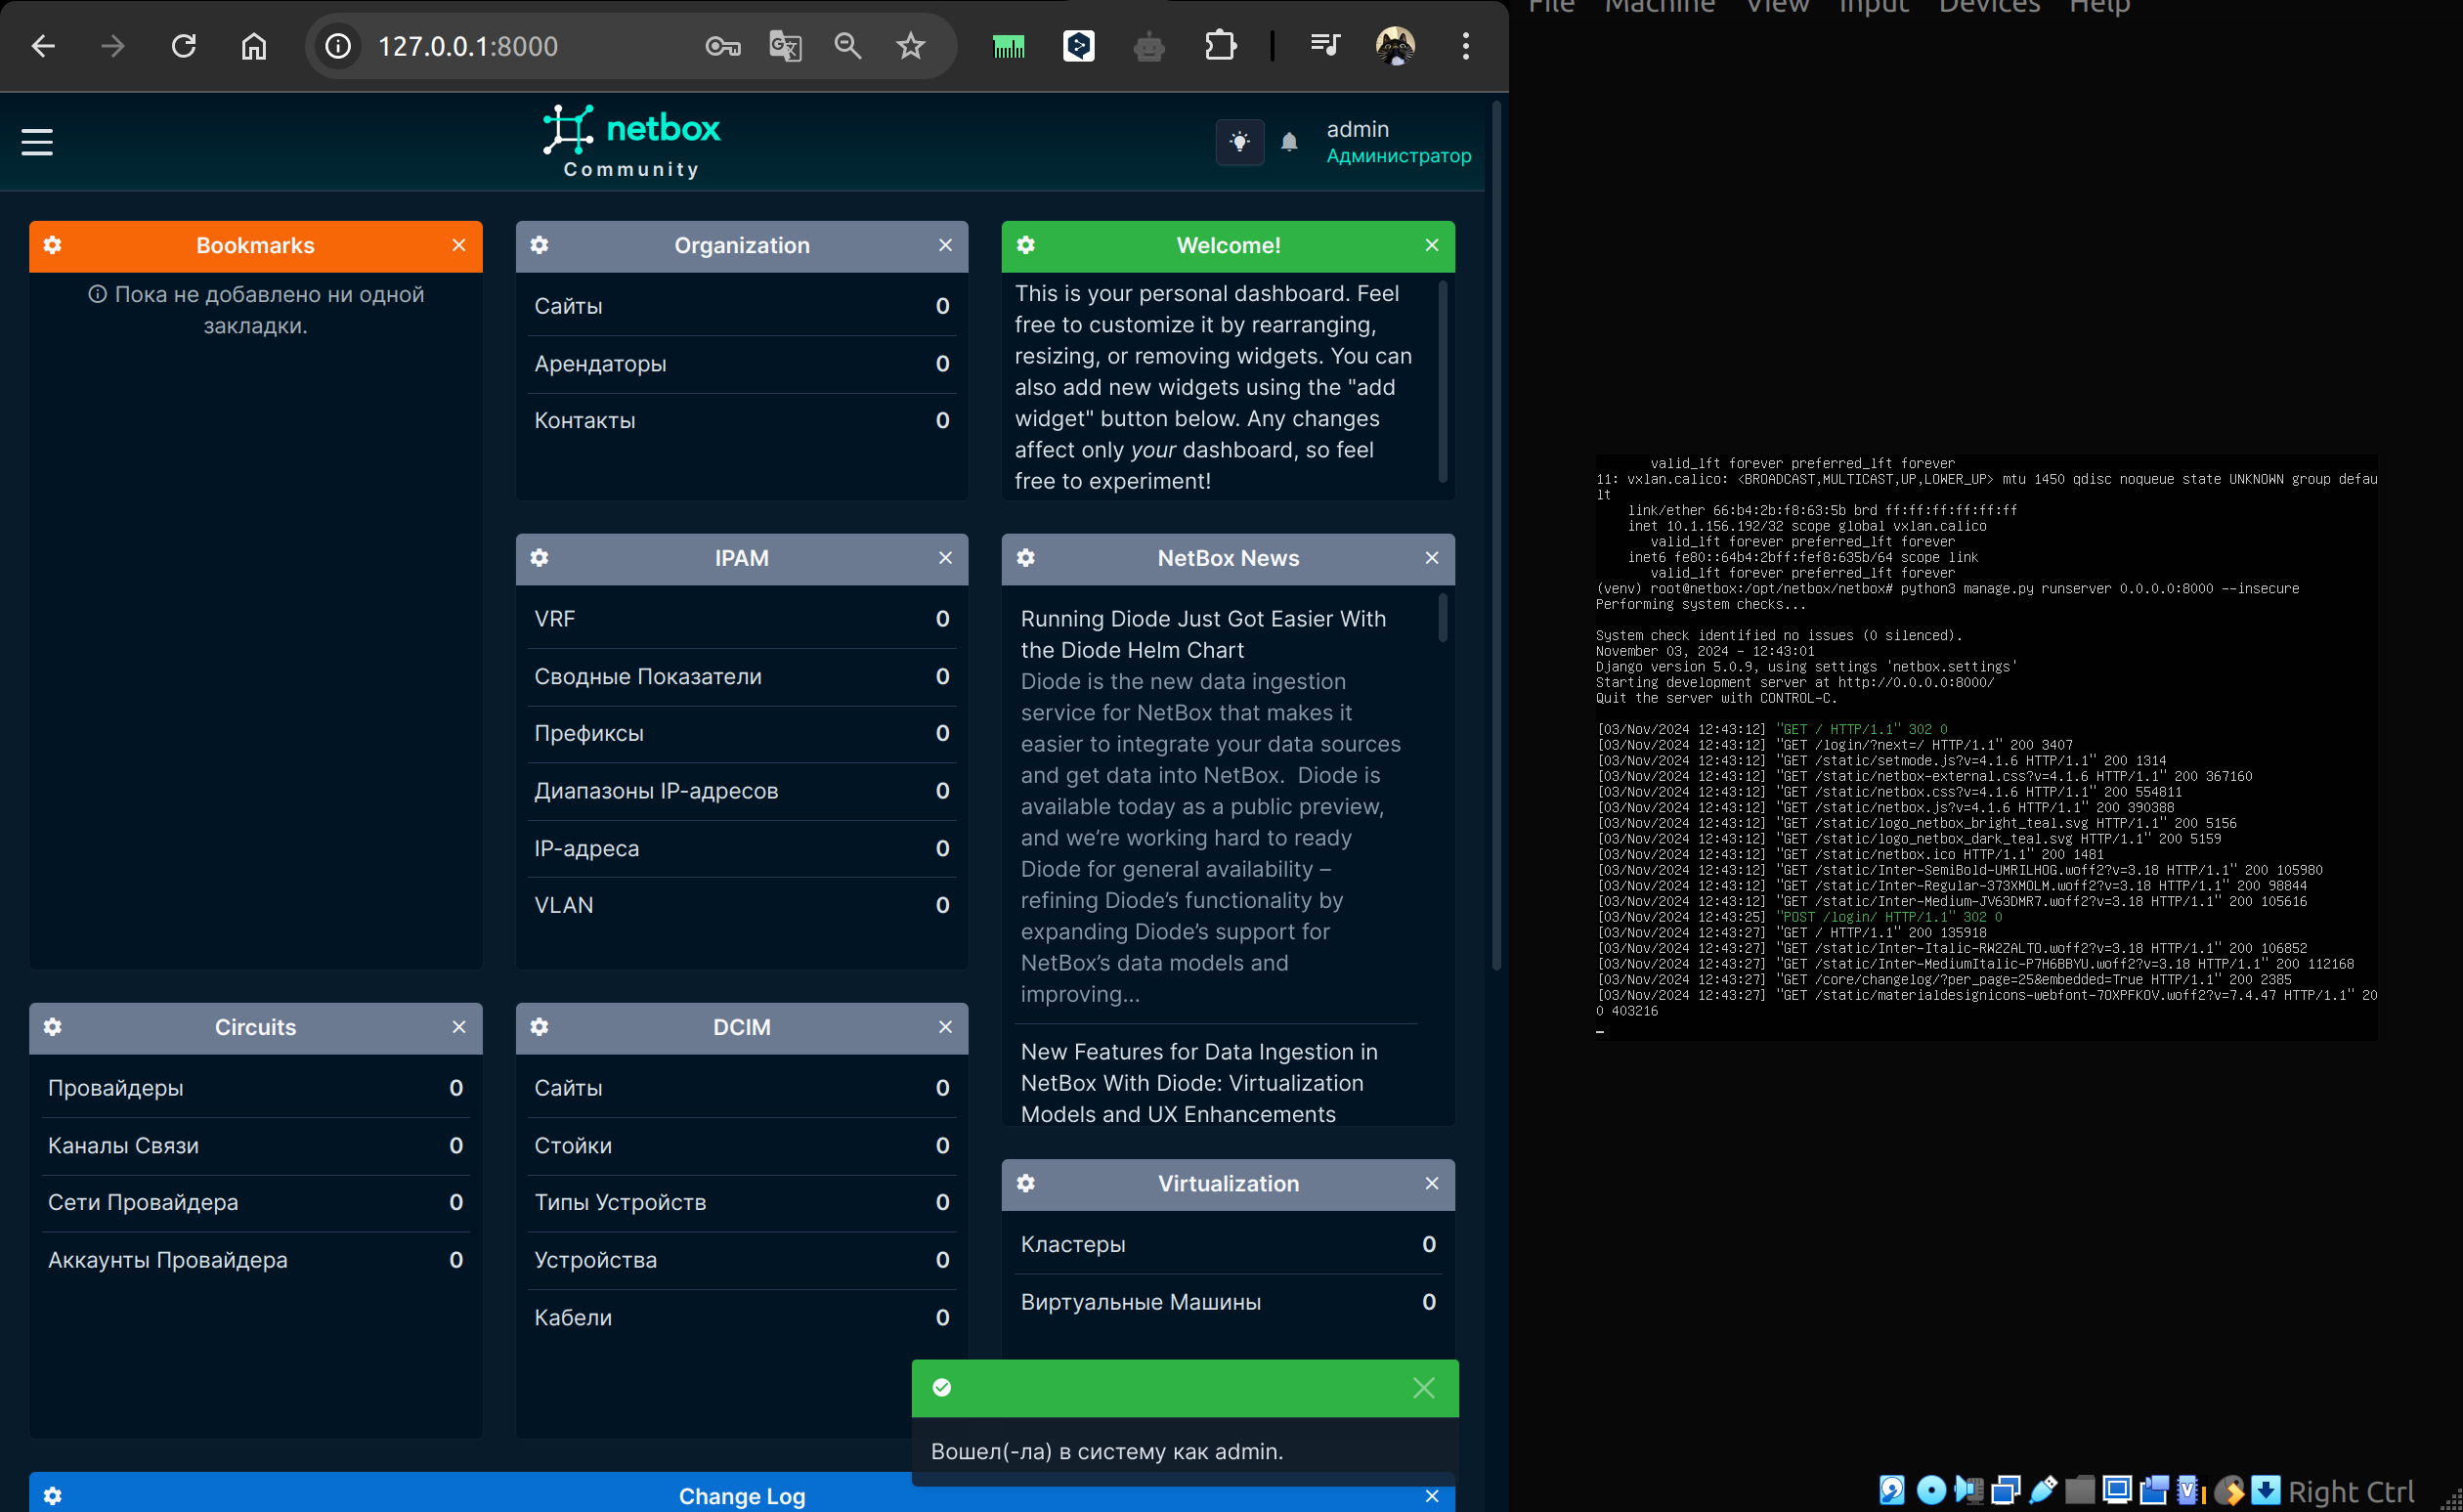 127.0.0.1:8000
netbox
Community
admin
Администратор
Bookmarks
Пока не добавлено ни одной
закладки.
Organization
Сайты 0
Арендаторы 0
Контакты 0
Welcome!
This is your personal dashboard. Feel
free to customize it by rearranging,
resizing, or removing widgets. You can
also add new widgets using the "add
widget" button below. Any changes
affect only your dashboard, so feel
free to experiment!
IPAM
VRF 0
Сводные Показатели 0
Префиксы 0
Диапазоны IP-адресов 0
IP-адреса 0
VLAN 0
NetBox News
Running Diode Just Got Easier With
the Diode Helm Chart
Diode is the new data ingestion
service for NetBox that makes it
easier to integrate your data sources
and get data into NetBox.  Diode is
available today as a public preview,
and we’re working hard to ready
Diode for general availability –
refining Diode’s functionality by
expanding Diode’s support for
NetBox’s data models and
improving...
New Features for Data Ingestion in
NetBox With Diode: Virtualization
Models and UX Enhancements
Circuits
Провайдеры 0
Каналы Связи 0
Сети Провайдера 0
Аккаунты Провайдера 0
DCIM
Сайты 0
Стойки 0
Типы Устройств 0
Устройства 0
Кабели 0
Virtualization
Кластеры 0
Виртуальные Машины 0
Вошел(-ла) в систему как admin.
Change Log
File Machine View Input Devices Help
valid_lft forever preferred_lft forever
11: vxlan.calico: <BROADCAST,MULTICAST,UP,LOWER_UP> mtu 1450 qdisc noqueue state UNKNOWN group defau
lt
link/ether 66:b4:2b:f8:63:5b brd ff:ff:ff:ff:ff:ff
inet 10.1.156.192/32 scope global vxlan.calico
valid_lft forever preferred_lft forever
inet6 fe80::64b4:2bff:fef8:635b/64 scope link
valid_lft forever preferred_lft forever
(venv) root@netbox:/opt/netbox/netbox# python3 manage.py runserver 0.0.0.0:8000 --insecure
Performing system checks...
System check identified no issues (0 silenced).
November 03, 2024 - 12:43:01
Django version 5.0.9, using settings 'netbox.settings'
Starting development server at http://0.0.0.0:8000/
Quit the server with CONTROL-C.
[03/Nov/2024 12:43:12] "GET / HTTP/1.1" 302 0
[03/Nov/2024 12:43:12] "GET /login/?next=/ HTTP/1.1" 200 3407
[03/Nov/2024 12:43:12] "GET /static/setmode.js?v=4.1.6 HTTP/1.1" 200 1314
[03/Nov/2024 12:43:12] "GET /static/netbox-external.css?v=4.1.6 HTTP/1.1" 200 367160
[03/Nov/2024 12:43:12] "GET /static/netbox.css?v=4.1.6 HTTP/1.1" 200 554811
[03/Nov/2024 12:43:12] "GET /static/netbox.js?v=4.1.6 HTTP/1.1" 200 390388
[03/Nov/2024 12:43:12] "GET /static/logo_netbox_bright_teal.svg HTTP/1.1" 200 5156
[03/Nov/2024 12:43:12] "GET /static/logo_netbox_dark_teal.svg HTTP/1.1" 200 5159
[03/Nov/2024 12:43:12] "GET /static/netbox.ico HTTP/1.1" 200 1481
[03/Nov/2024 12:43:12] "GET /static/Inter-SemiBold-UMRILHOG.woff2?v=3.18 HTTP/1.1" 200 105980
[03/Nov/2024 12:43:12] "GET /static/Inter-Regular-373XMOLM.woff2?v=3.18 HTTP/1.1" 200 98844
[03/Nov/2024 12:43:12] "GET /static/Inter-Medium-JV63DMR7.woff2?v=3.18 HTTP/1.1" 200 105616
[03/Nov/2024 12:43:25] "POST /login/ HTTP/1.1" 302 0
[03/Nov/2024 12:43:27] "GET / HTTP/1.1" 200 135918
[03/Nov/2024 12:43:27] "GET /static/Inter-Italic-RW2ZALTO.woff2?v=3.18 HTTP/1.1" 200 106852
[03/Nov/2024 12:43:27] "GET /static/Inter-MediumItalic-P7H6BBYU.woff2?v=3.18 HTTP/1.1" 200 112168
[03/Nov/2024 12:43:27] "GET /core/changelog/?per_page=25&embedded=True HTTP/1.1" 200 2385
[03/Nov/2024 12:43:27] "GET /static/materialdesignicons-webfont-7OXPFKOV.woff2?v=7.4.47 HTTP/1.1" 20
0 403216
Right Ctrl